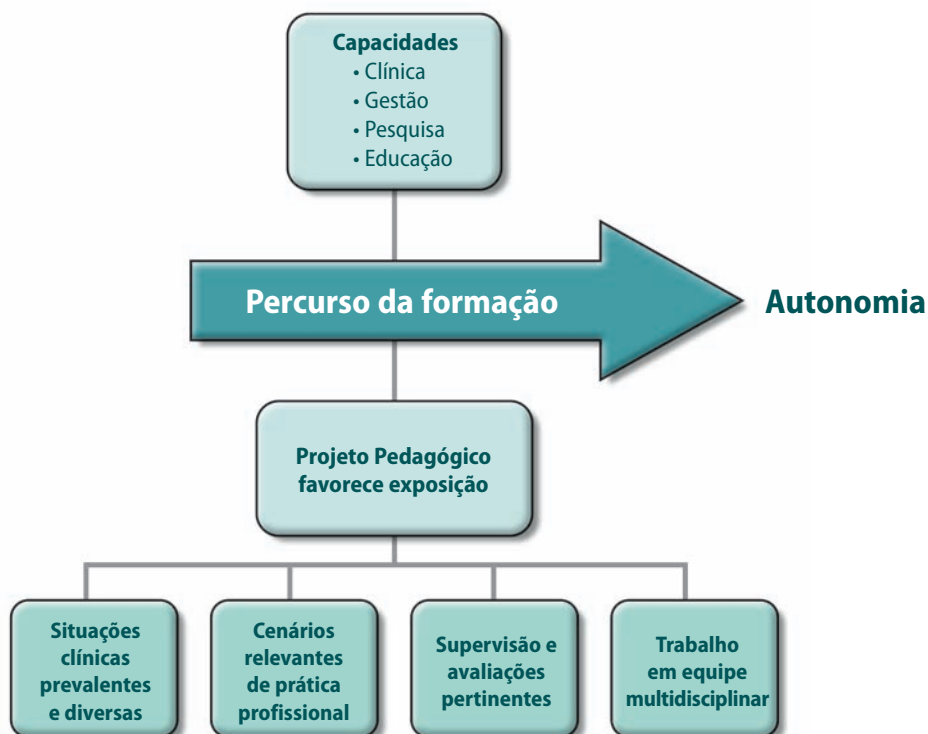 Capacidades
• Clínica
• Gestão
• Pesquisa
• Educação
Percurso da formação
Autonomia
Projeto Pedagógico
favorece exposição
Situações
clínicas
prevalentes
e diversas
Cenários
relevantes
de prática
profissional
Supervisão e
avaliações
pertinentes
Trabalho
em equipe
multidisciplinar